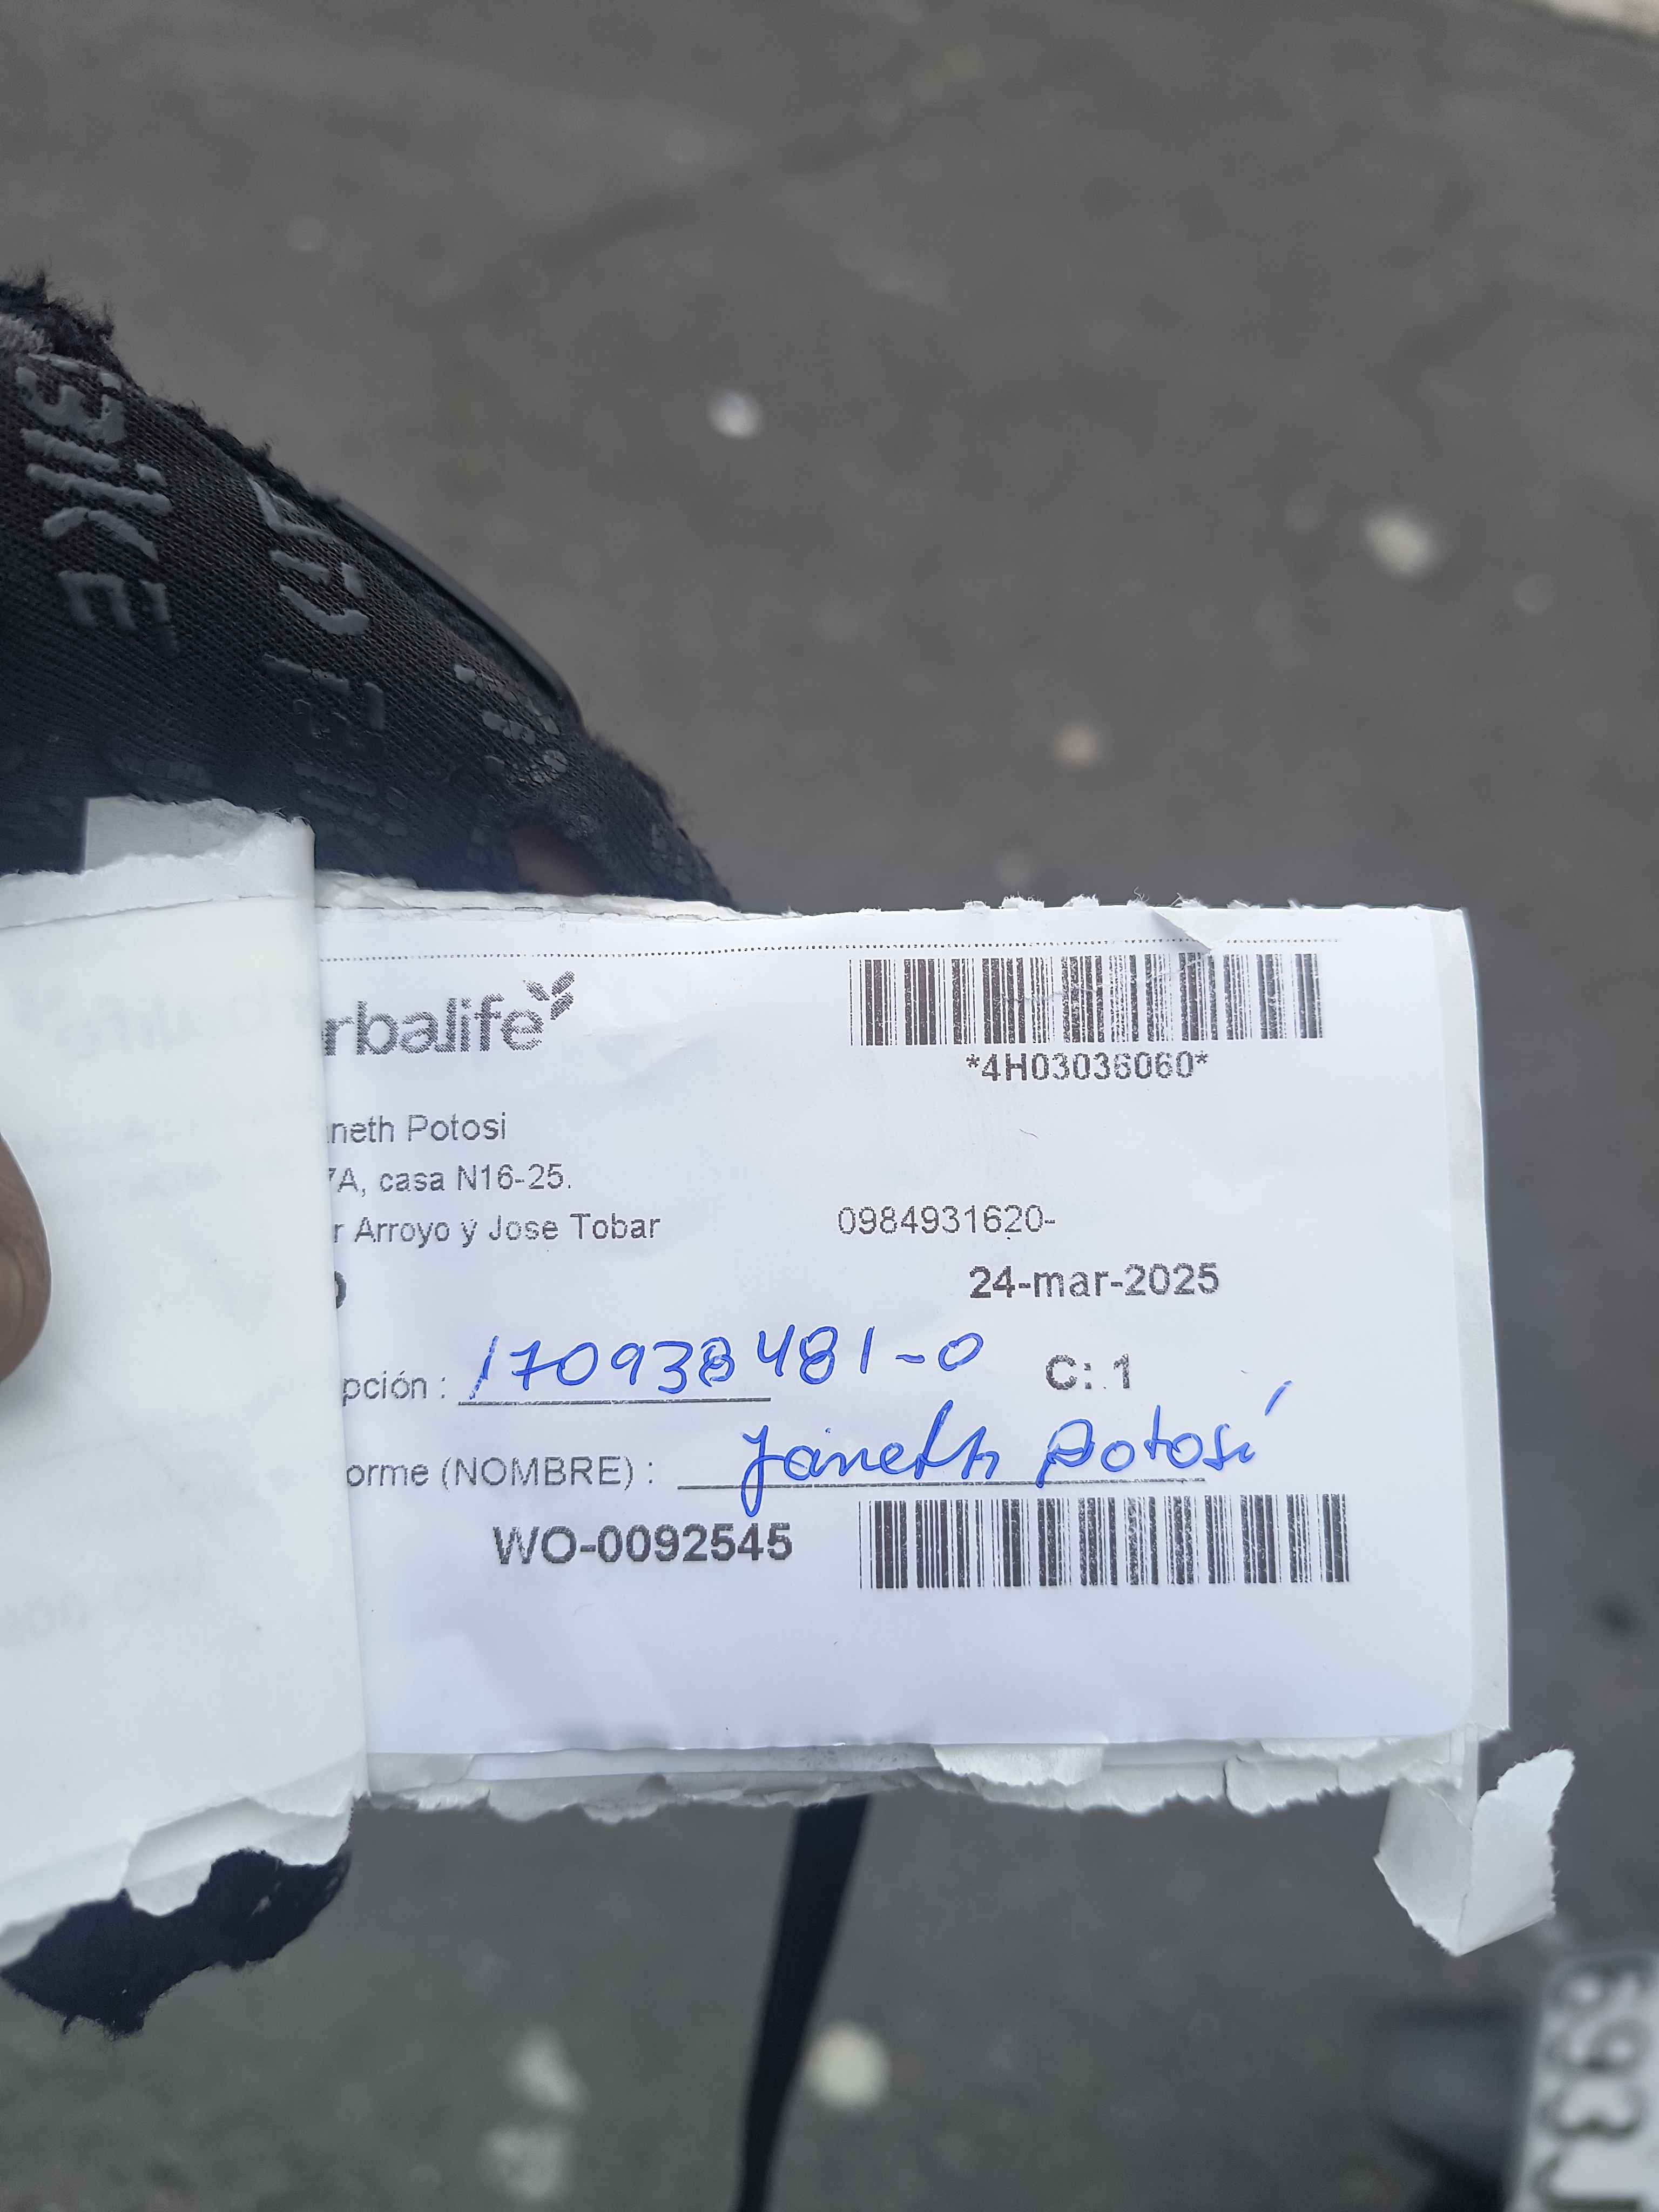 rbalife
*4H03036060*
neth Potosi
7A, casa N16-25.
r Arroyo y Jose Tobar
0984931620-
24-mar-2025
pción : 170938481-0 C: 1
orme (NOMBRE) : Janeth Potosí
WO-0092545